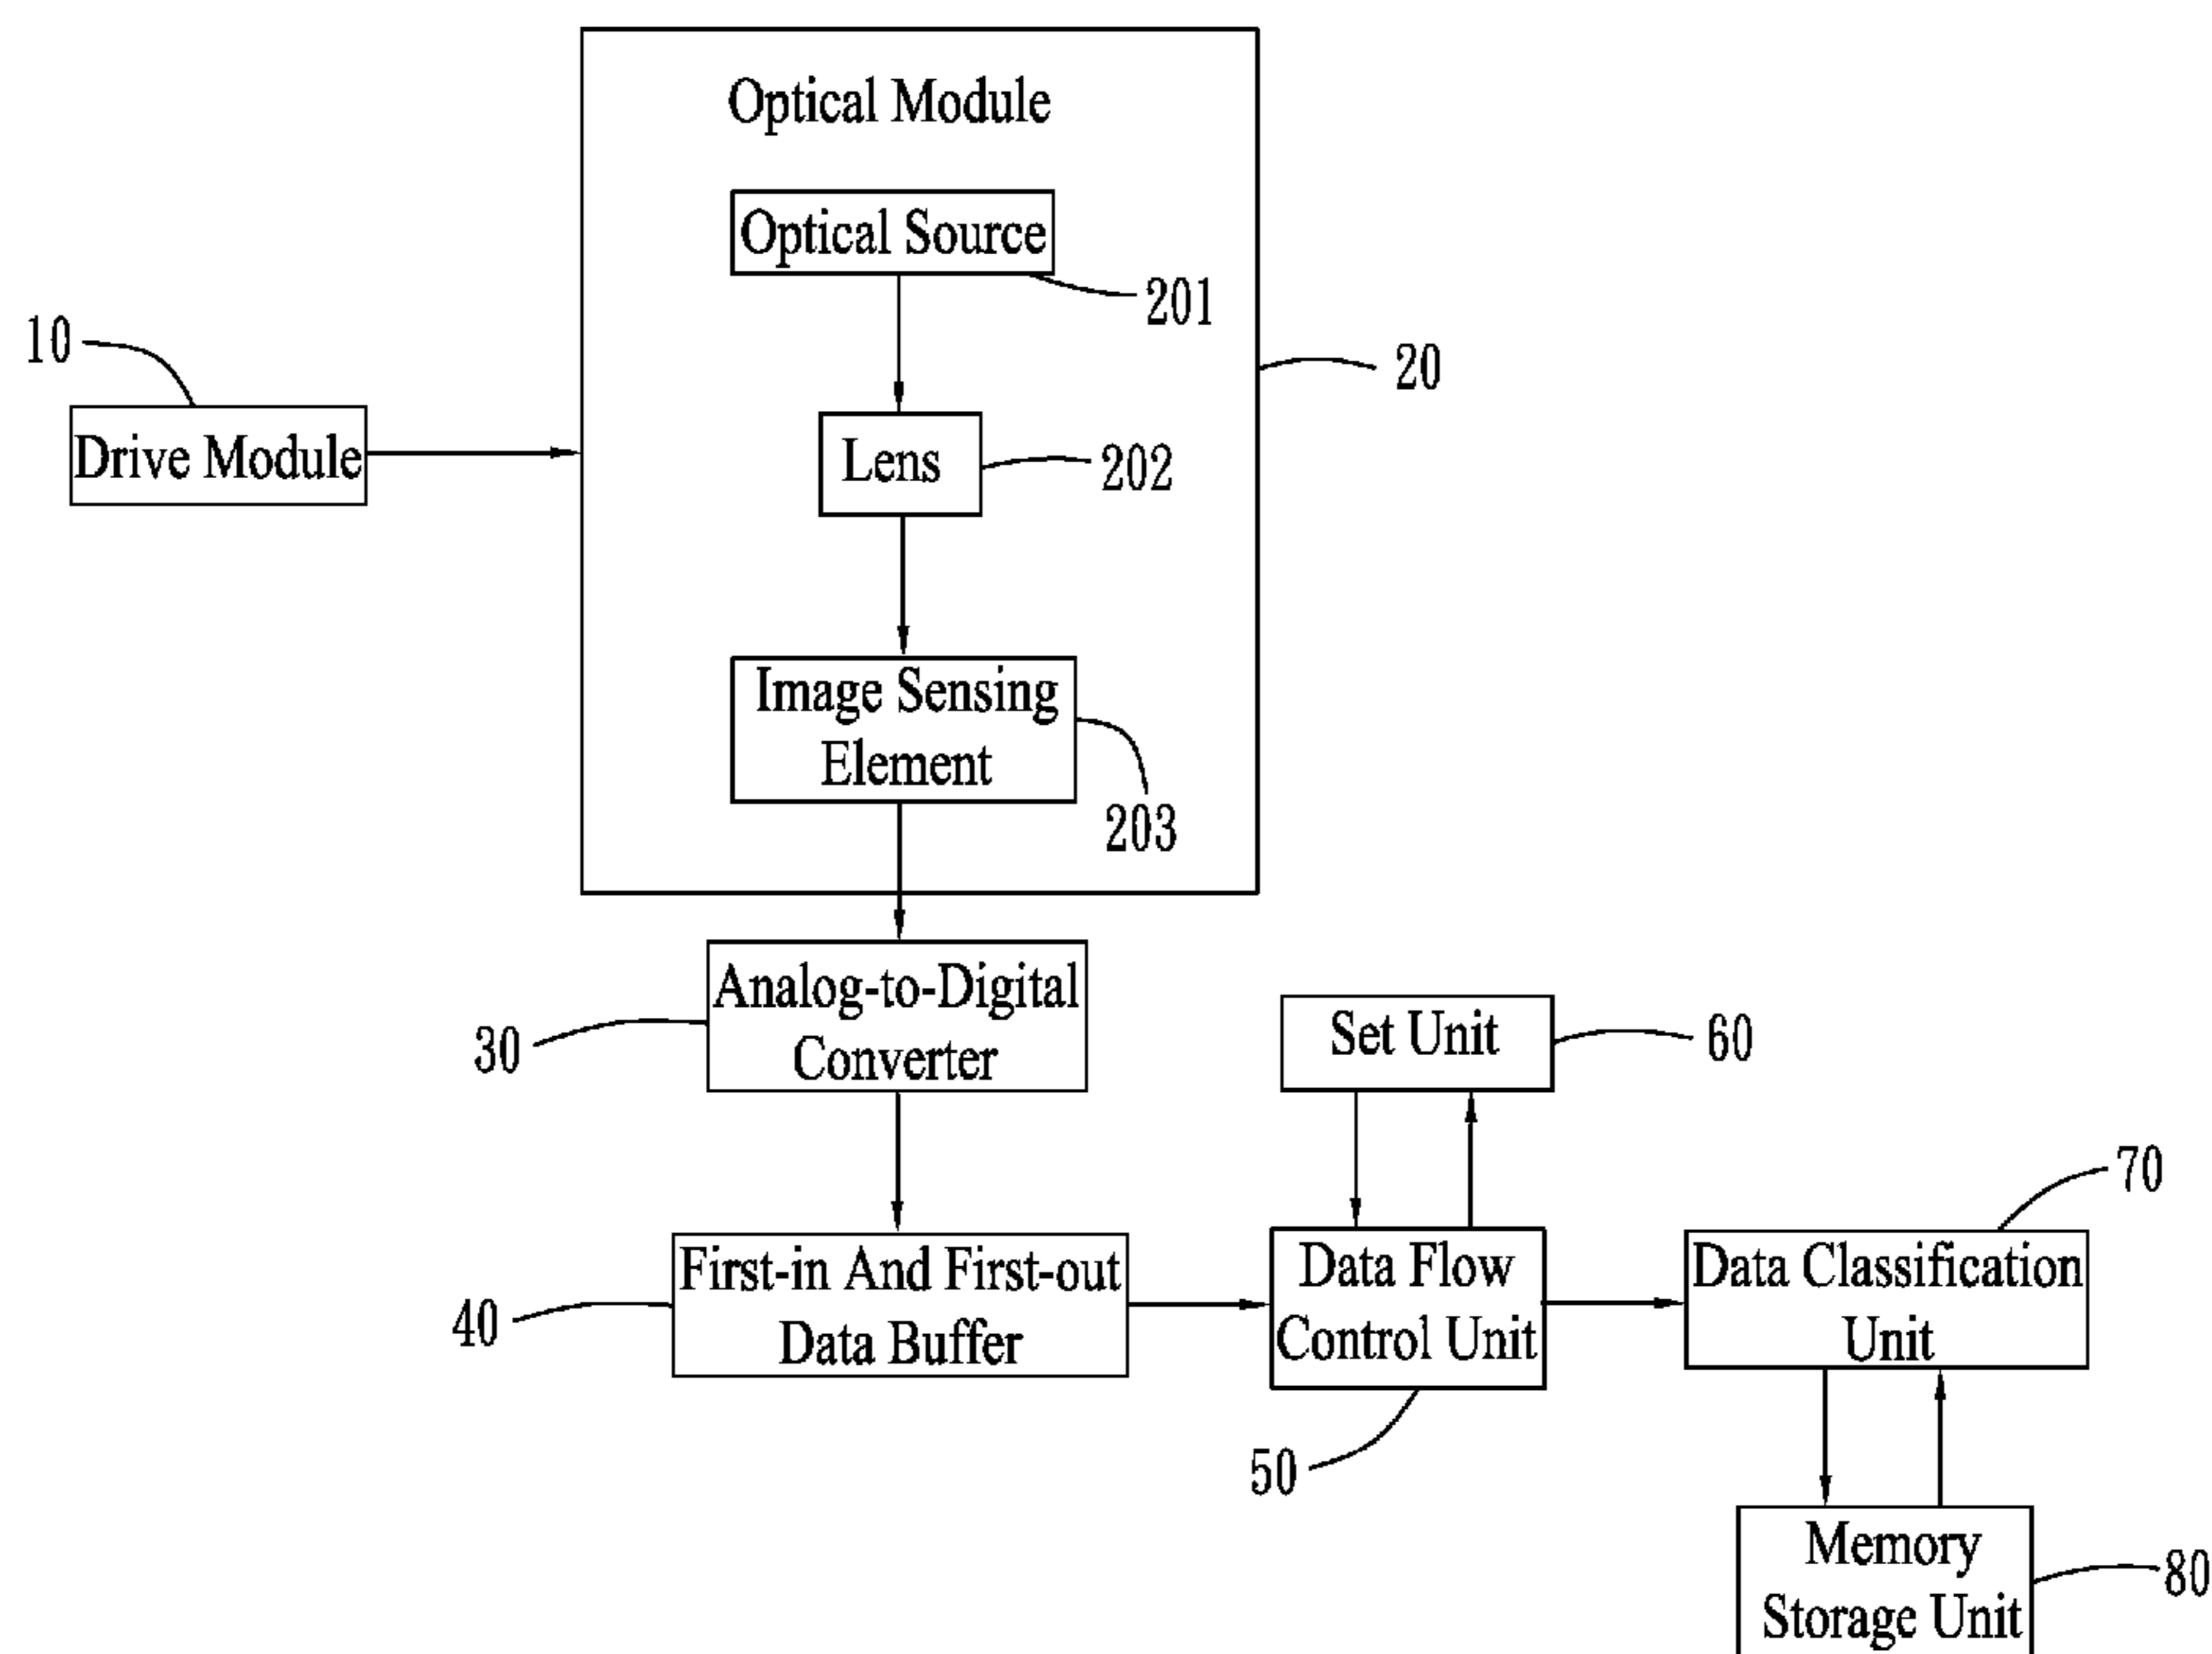 Optical Module
Optical Source
201
10
20
Drive Module
Lens
202
Image Sensing
Element
203
Analog-to-Digital
Converter
30
Set Unit
60
70
First-in And First-out
Data Buffer
40
Data Flow
Control Unit
50
Data Classification
Unit
Memory
Storage Unit
80